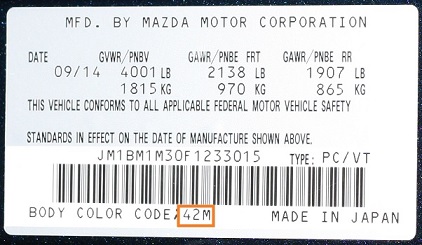 MFD. BY MAZDA MOTOR CORPORATION
DATE GVWR/PNBV GAWR/PNBE FRT GAWR/PNBE RR
09/14 4001 LB 2138 LB 1907 LB
1815 KG 970 KG 865 KG
THIS VEHICLE CONFORMS TO ALL APPLICABLE FEDERAL MOTOR VEHICLE SAFETY
STANDARDS IN EFFECT ON THE DATE OF MANUFACTURE SHOWN ABOVE.
JM1BM1M30F1233015 TYPE: PC/VT
BODY COLOR CODE/42M MADE IN JAPAN